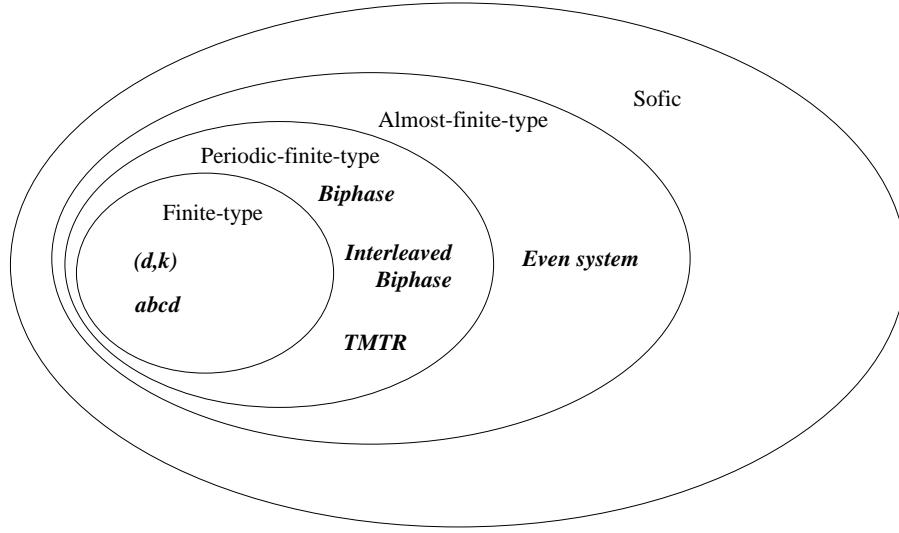 Sofic
Almost-finite-type
Periodic-finite-type
Biphase
Finite-type
(d,k)
Interleaved
Biphase
Even system
abcd
TMTR